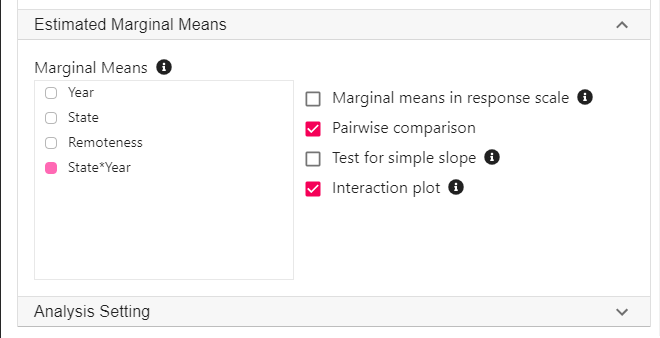 Estimated Marginal Means
Marginal Means
Year
State
Remoteness
State*Year
Marginal means in response scale
Pairwise comparison
Test for simple slope
Interaction plot
Analysis Setting